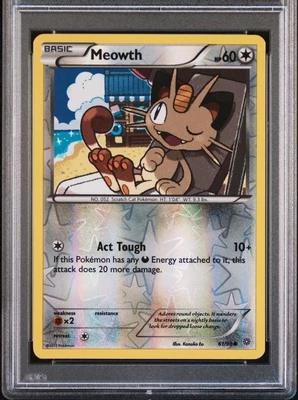 BASIC
Meowth
HP60
NO. 052 Scratch Cat Pokémon HT: 1'04" WT: 9.3 lbs.
Act Tough 10+
If this Pokémon has any Energy attached to it, this
attack does 20 more damage.
weakness resistance
×2
retreat
Adores round objects. It wanders
the streets on a nightly basis to
look for dropped loose change.
Illus. Kanako Eo
61/98